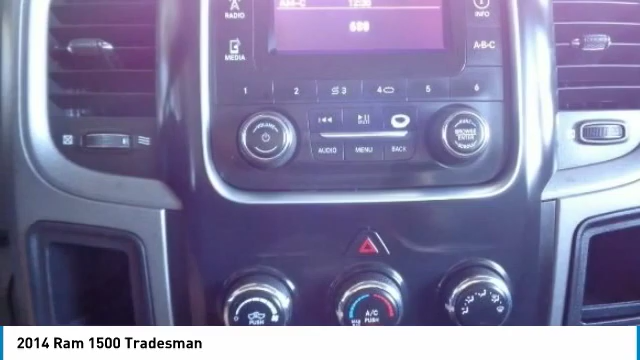 RADIO
INFO
MEDIA
A-B-C
1 2 3 4 5 6
VOLUME
AUDIO MENU BACK
BROWSE
ENTER
PUSH
A/C
PUSH
2014 Ram 1500 Tradesman